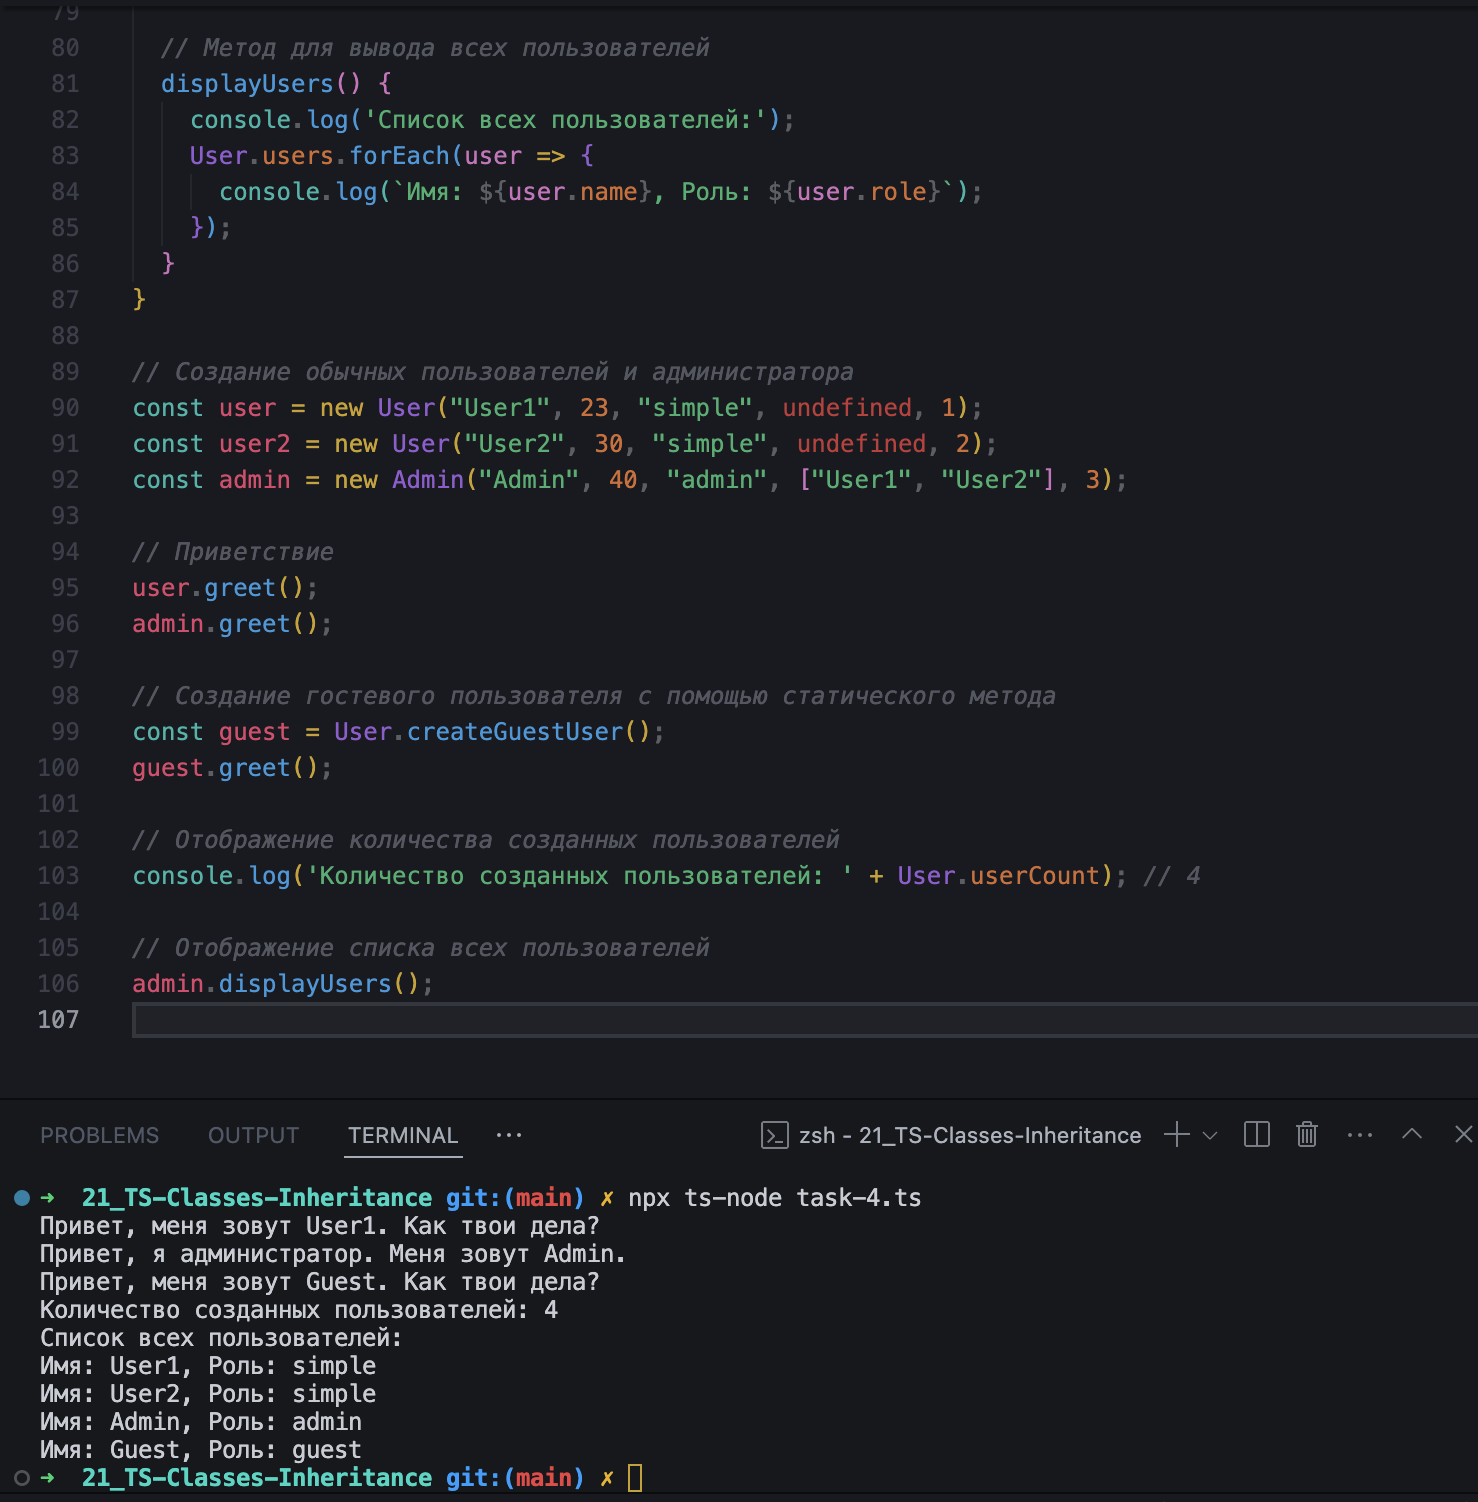 79
80 // Метод для вывода всех пользователей
81 displayUsers() {
82 console.log('Список всех пользователей:');
83 User.users.forEach(user => {
84 console.log(`Имя: ${user.name}, Роль: ${user.role}`);
85 });
86 }
87 }
88
89 // Создание обычных пользователей и администратора
90 const user = new User("User1", 23, "simple", undefined, 1);
91 const user2 = new User("User2", 30, "simple", undefined, 2);
92 const admin = new Admin("Admin", 40, "admin", ["User1", "User2"], 3);
93
94 // Приветствие
95 user.greet();
96 admin.greet();
97
98 // Создание гостевого пользователя с помощью статического метода
99 const guest = User.createGuestUser();
100 guest.greet();
101
102 // Отображение количества созданных пользователей
103 console.log('Количество созданных пользователей: ' + User.userCount); // 4
104
105 // Отображение списка всех пользователей
106 admin.displayUsers();
107
PROBLEMS OUTPUT TERMINAL ··· zsh - 21_TS-Classes-Inheritance ···
➜ 21_TS-Classes-Inheritance git:(main) ✗ npx ts-node task-4.ts
Привет, меня зовут User1. Как твои дела?
Привет, я администратор. Меня зовут Admin.
Привет, меня зовут Guest. Как твои дела?
Количество созданных пользователей: 4
Список всех пользователей:
Имя: User1, Роль: simple
Имя: User2, Роль: simple
Имя: Admin, Роль: admin
Имя: Guest, Роль: guest
➜ 21_TS-Classes-Inheritance git:(main) ✗